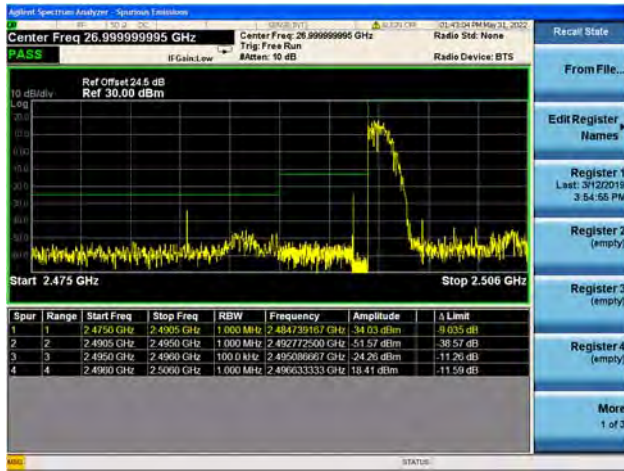 Agilent Spectrum Analyzer - Spurious Emissions
SENSE:INT
ALIGN OFF
01:43:04 PM May 31, 2022
Center Freq 26.999999995 GHz
Center Freq: 26.999999995 GHz
Radio Std: None
Trig: Free Run
PASS
IFGain:Low
#Atten: 10 dB
Radio Device: BTS
Ref Offset 24.5 dB
10 dB/div
Ref 30.00 dBm
Log
Start 2.475 GHz
Stop 2.506 GHz
Spur Range Start Freq Stop Freq RBW Frequency Amplitude Δ Limit
1 1 2.4750 GHz 2.4905 GHz 1.000 MHz 2.484739167 GHz -34.03 dBm -9.035 dB
2 2 2.4905 GHz 2.4950 GHz 1.000 MHz 2.492772500 GHz -51.57 dBm -38.57 dB
3 3 2.4950 GHz 2.4960 GHz 100.0 kHz 2.495086667 GHz -24.26 dBm -11.26 dB
4 4 2.4960 GHz 2.5060 GHz 1.000 MHz 2.496633333 GHz 18.41 dBm -11.59 dB
MSG
STATUS
Recall State
From File...
Edit Register
Names
Register 1
Last: 3/12/2019
3:54:55 PM
Register 2
(empty)
Register 3
(empty)
Register 4
(empty)
More
1 of 3